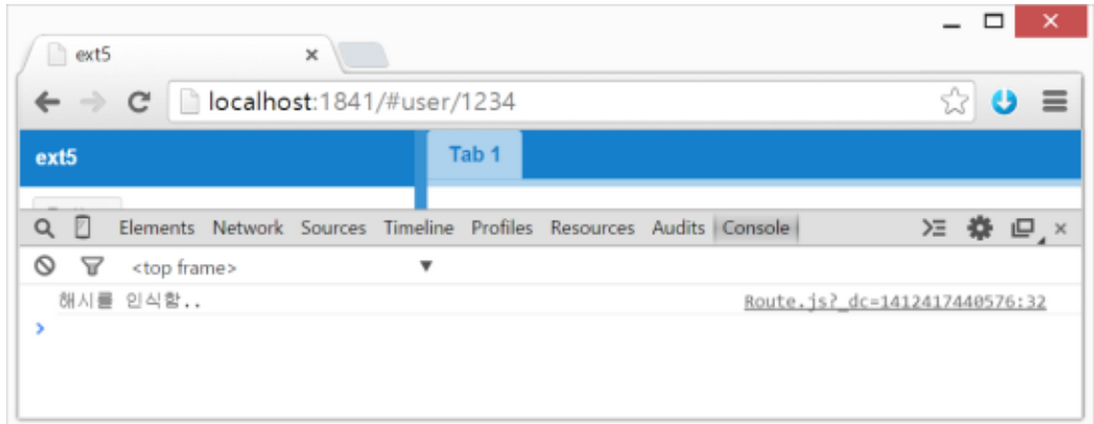 ext5
localhost:1841/#user/1234
ext5 Tab 1
Elements Network Sources Timeline Profiles Resources Audits Console
<top frame>
해시를 인식함.. Route.js?_dc=1412417440576:32